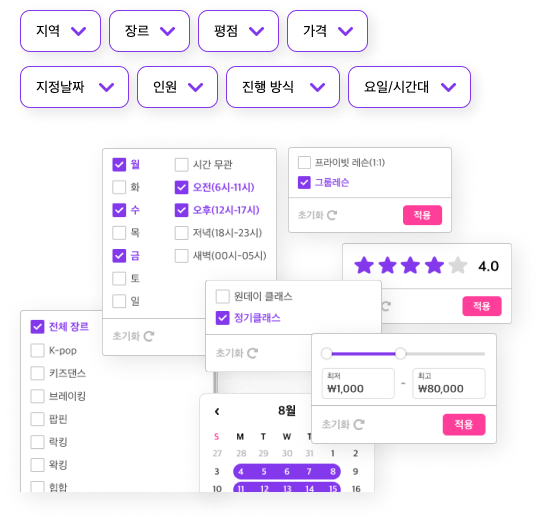 지역
장르
평점
가격
지정날짜
인원
진행 방식
요일/시간대
월
화
수
목
금
토
일
시간 무관
오전(6시-11시)
오후(12시-17시)
저녁(18시-23시)
새벽(00시-05시)
초기화
프라이빗 레슨(1:1)
그룹레슨
초기화 적용
4.0
적용
원데이 클래스
정기클래스
초기화
최저
₩1,000
-
최고
₩80,000
초기화 적용
전체 장르
K-pop
키즈댄스
브레이킹
팝핀
락킹
왁킹
힙합
8월
S M T W T
27 28 29 30 31 1 2
3 4 5 6 7 8 9
10 11 12 13 14 15 16